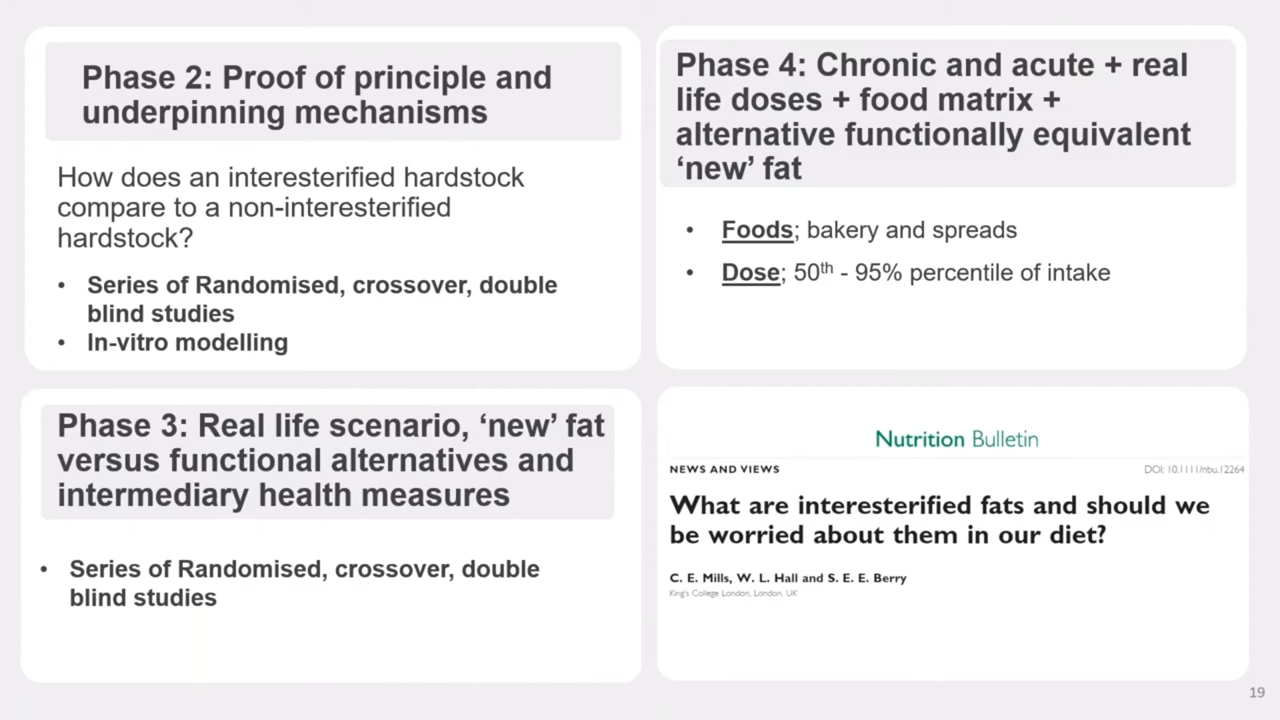 Phase 2: Proof of principle and
underpinning mechanisms
How does an interesterified hardstock
compare to a non-interesterified
hardstock?
• Series of Randomised, crossover, double
blind studies
• In-vitro modelling
Phase 4: Chronic and acute + real
life doses + food matrix +
alternative functionally equivalent
‘new’ fat
• Foods; bakery and spreads
• Dose; 50th - 95% percentile of intake
Phase 3: Real life scenario, ‘new’ fat
versus functional alternatives and
intermediary health measures
• Series of Randomised, crossover, double
blind studies
Nutrition Bulletin
NEWS AND VIEWS DOI: 10.1111/nbu.12264
What are interesterified fats and should we
be worried about them in our diet?
C. E. Mills, W. L. Hall and S. E. E. Berry
King's College London, London, UK
19